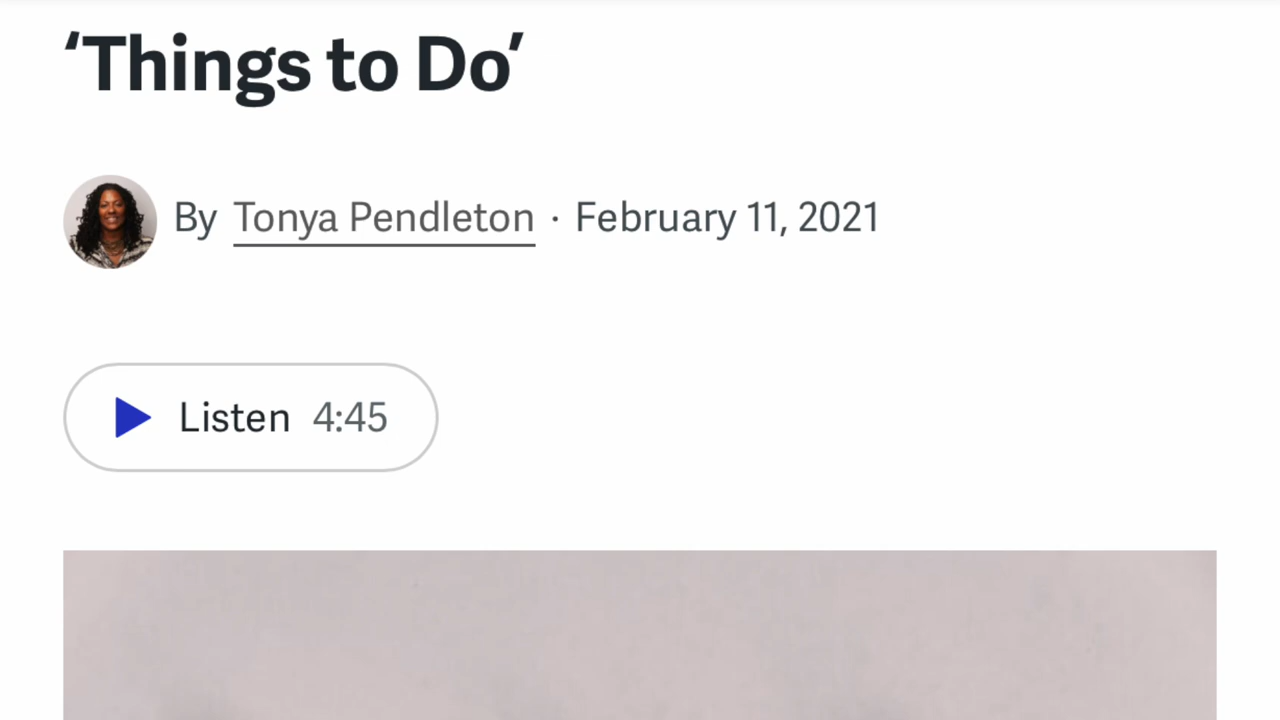 ‘Things to Do’
By Tonya Pendleton · February 11, 2021
Listen 4:45